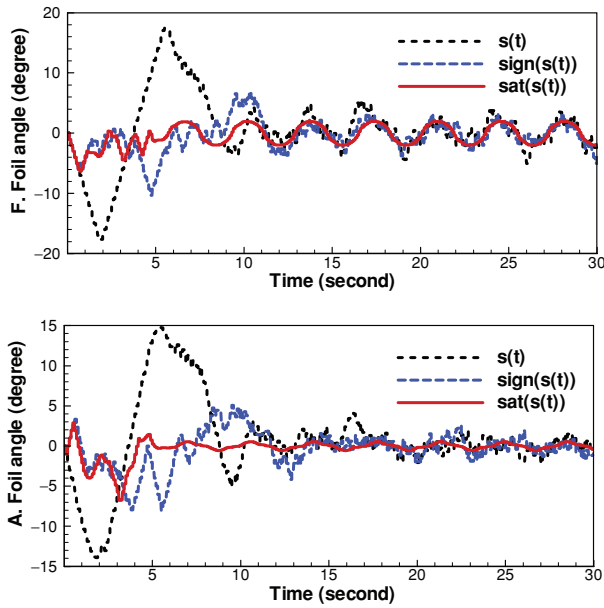 F. Foil angle (degree)
20
10
0
−10
−20
5
10
15
20
25
30
Time (second)
s(t)
sign(s(t))
sat(s(t))
A. Foil angle (degree)
15
10
5
0
−5
−10
−15
5
10
15
20
25
30
Time (second)
s(t)
sign(s(t))
sat(s(t))